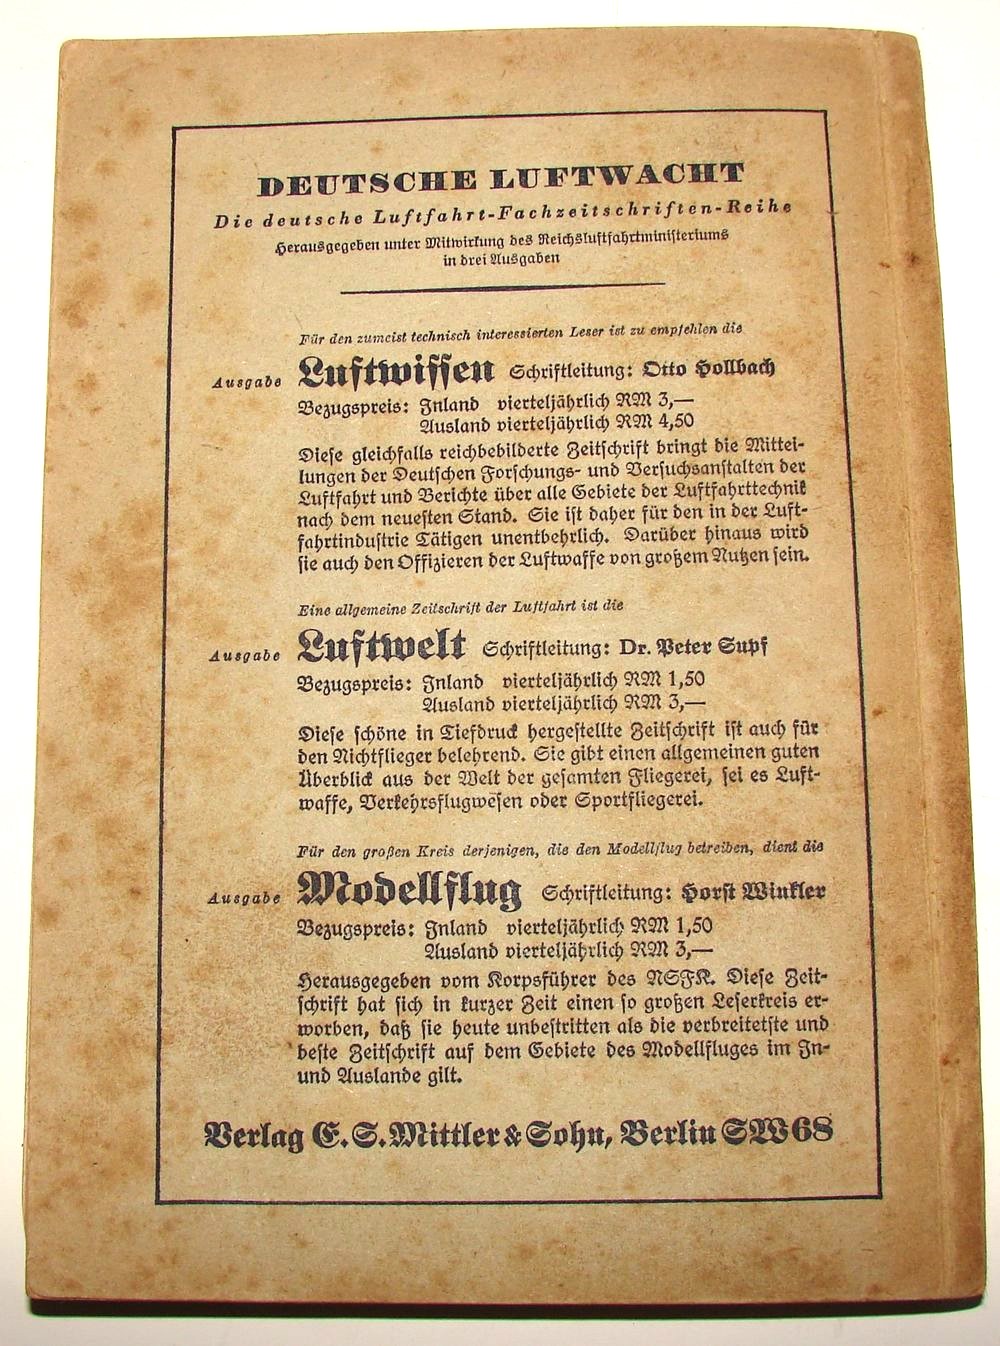 DEUTSCHE LUFTWACHT
Die deutsche Luftfahrt-Fachzeitschriften-Reihe
Herausgegeben unter Mitwirkung des Reichsluftfahrtministeriums
in drei Ausgaben
Für den zumeist technisch interessierten Leser ist zu empfehlen die
Ausgabe Luftwissen Schriftleitung: Otto Hollbach
Bezugspreis: Inland vierteljährlich RM 3,—
Ausland vierteljährlich RM 4,50
Diese gleichfalls reichbebilderte Zeitschrift bringt die Mittei-
lungen der Deutschen Forschungs- und Versuchsanstalten der
Luftfahrt und Berichte über alle Gebiete der Luftfahrttechnik
nach dem neuesten Stand. Sie ist daher für den in der Luft-
fahrtindustrie Tätigen unentbehrlich. Darüber hinaus wird
sie auch den Offizieren der Luftwaffe von großem Nutzen sein.
Eine allgemeine Zeitschrift der Luftfahrt ist die
Ausgabe Luftwelt Schriftleitung: Dr. Peter Supf
Bezugspreis: Inland vierteljährlich RM 1,50
Ausland vierteljährlich RM 3,—
Diese schöne in Tiefdruck hergestellte Zeitschrift ist auch für
den Nichtflieger belehrend. Sie gibt einen allgemeinen guten
Überblick aus der Welt der gesamten Fliegerei, sei es Luft-
waffe, Verkehrsflugwesen oder Sportfliegerei.
Für den großen Kreis derjenigen, die den Modellflug betreiben, dient die
Ausgabe Modellflug Schriftleitung: Horst Winkler
Bezugspreis: Inland vierteljährlich RM 1,50
Ausland vierteljährlich RM 3,—
Herausgegeben vom Korpsführer des NSFK. Diese Zeit-
schrift hat sich in kurzer Zeit einen so großen Leserkreis er-
worben, daß sie heute unbestritten als die verbreitetste und
beste Zeitschrift auf dem Gebiete des Modellfluges im In-
und Auslande gilt.
Verlag E. S. Mittler & Sohn, Berlin SW 68